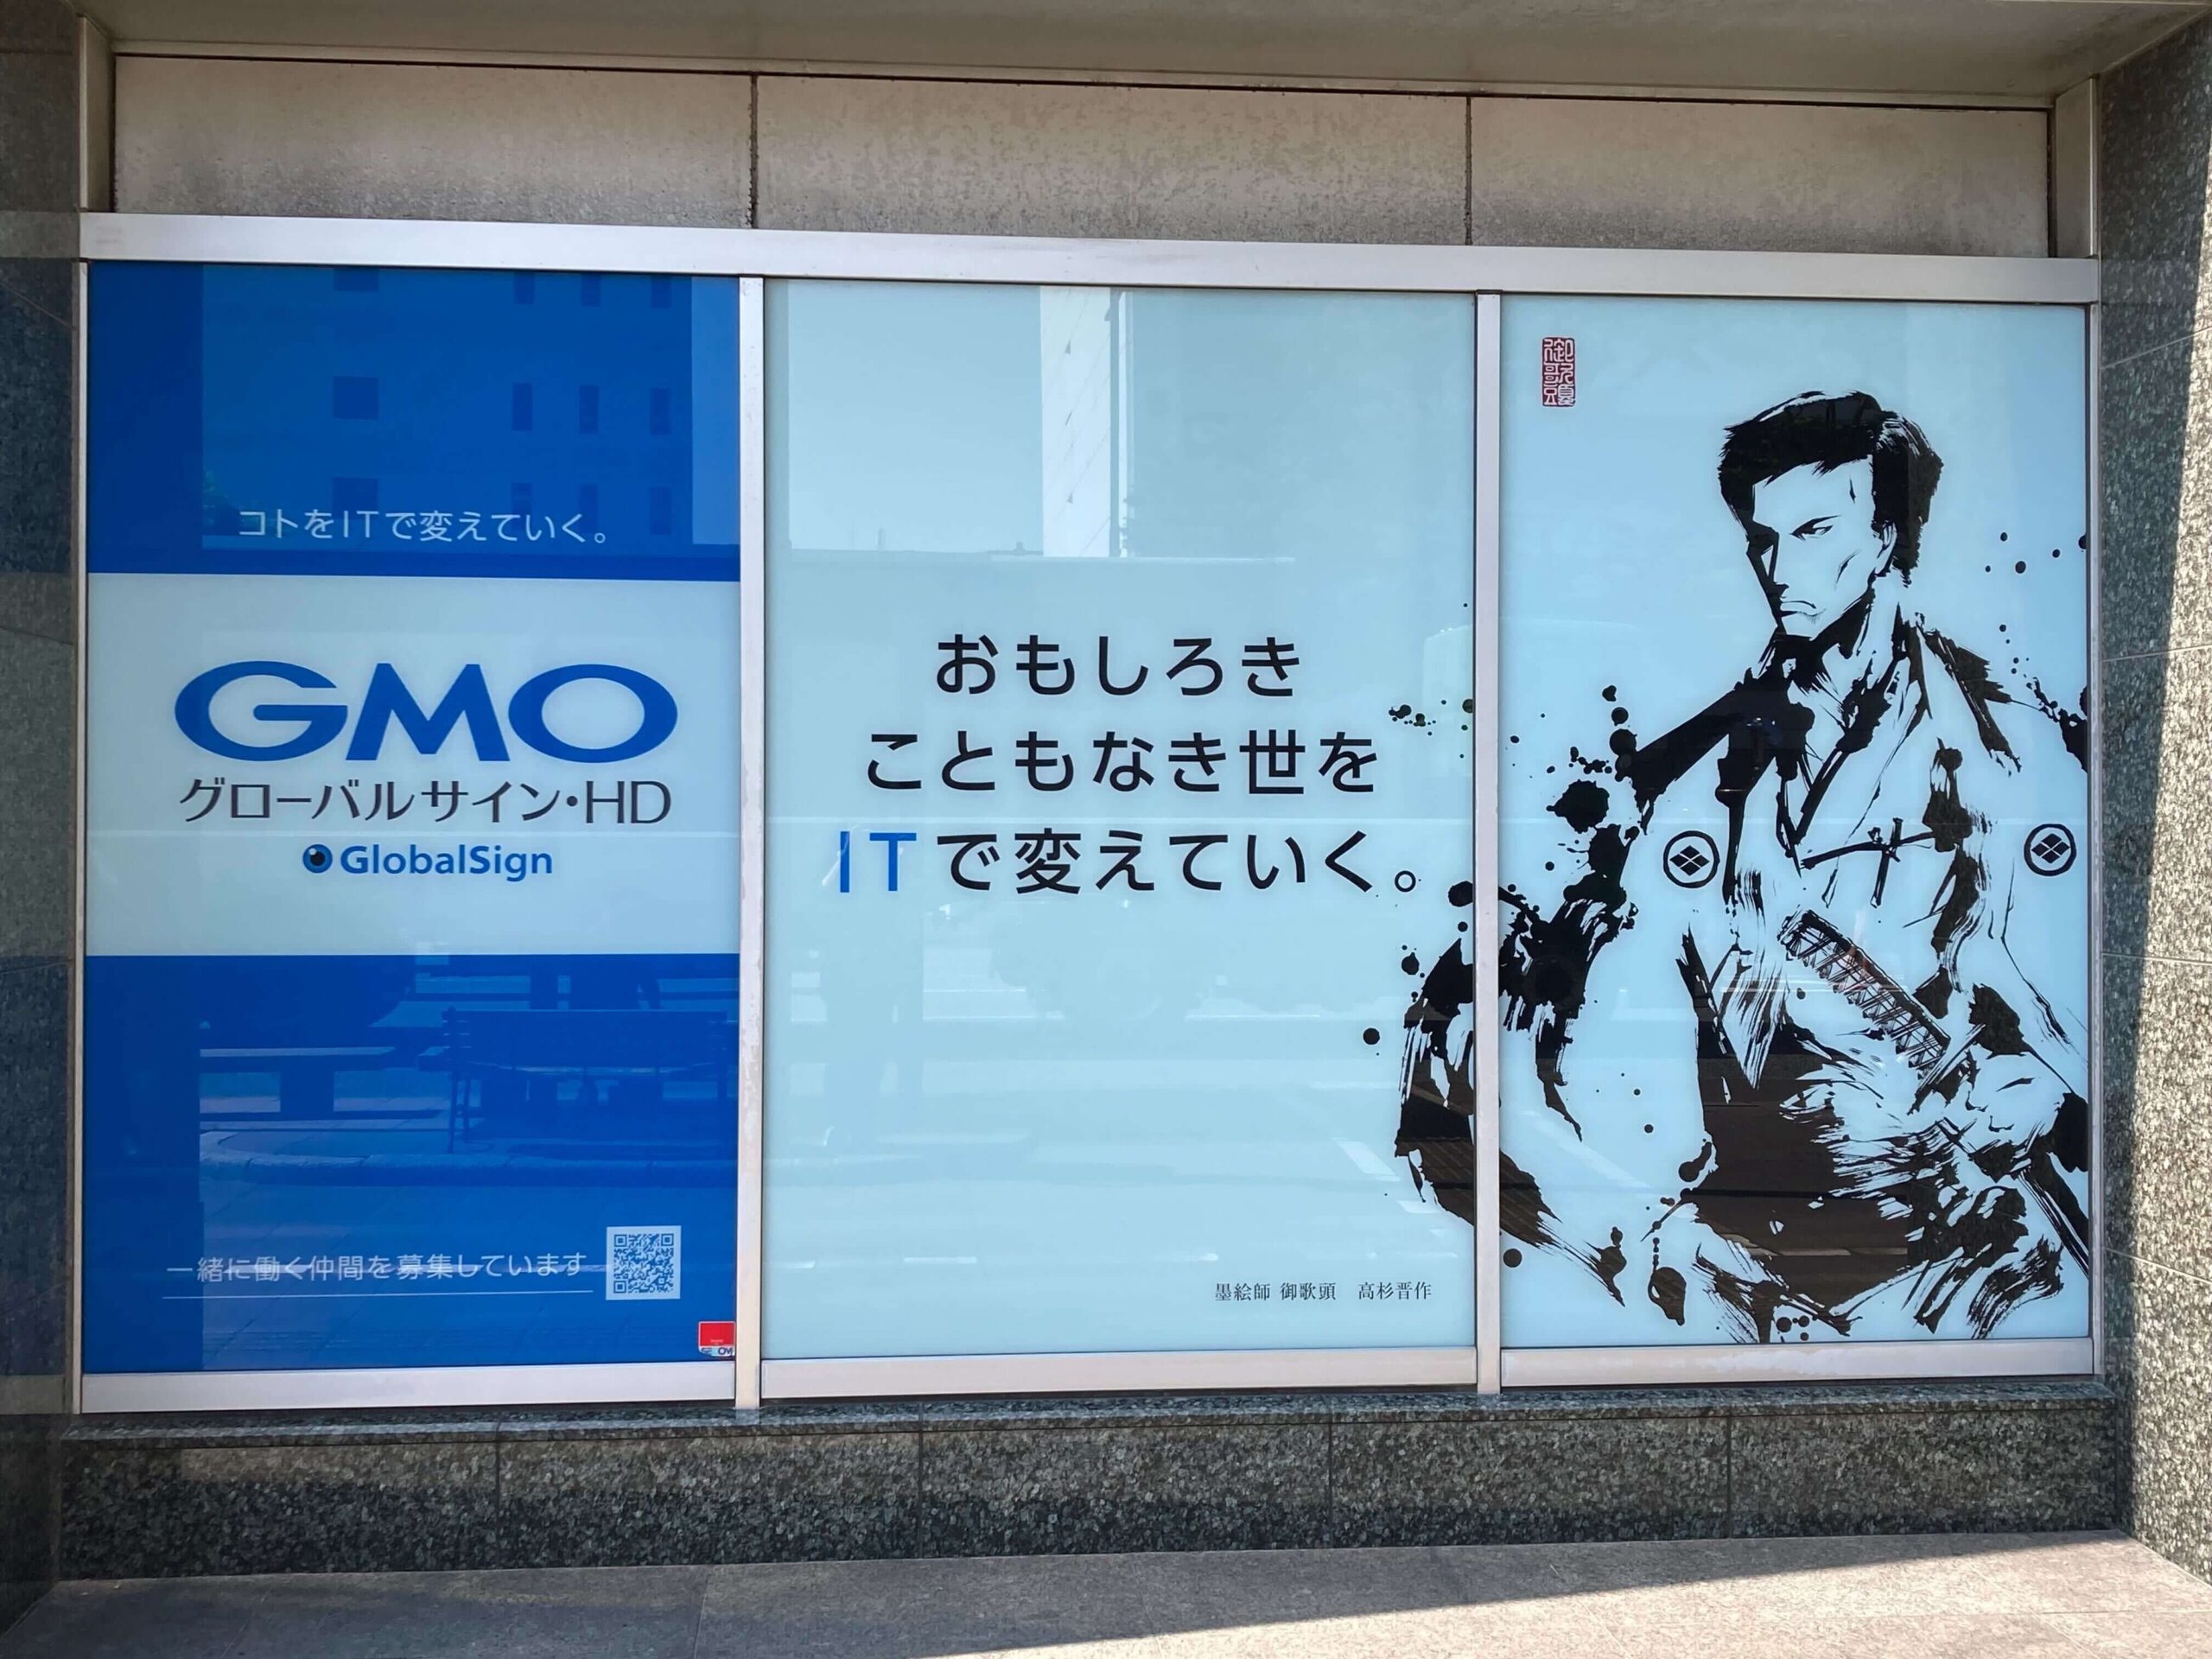 コトをITで変えていく。
GMO
グローバルサイン・HD
GlobalSign
一緒に働く仲間を募集しています
おもしろき
こともなき世を
ITで変えていく。
墨絵師 御歌頭 高杉晋作
御歌頭